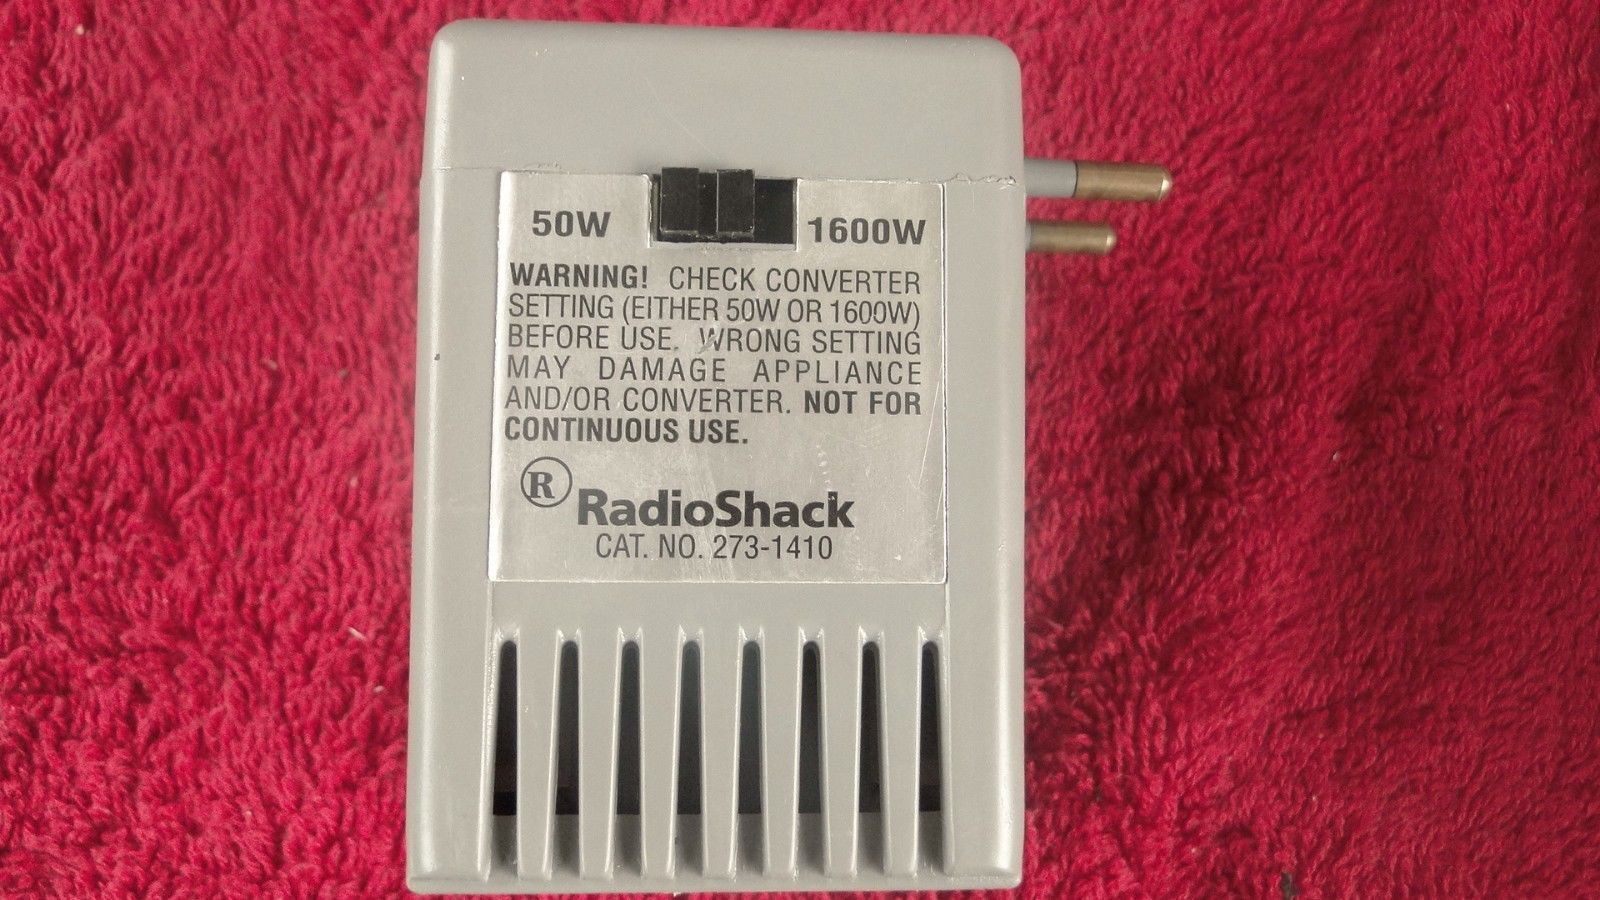 50W 1600W
WARNING! CHECK CONVERTER
SETTING (EITHER 50W OR 1600W)
BEFORE USE. WRONG SETTING
MAY DAMAGE APPLIANCE
AND/OR CONVERTER. NOT FOR
CONTINUOUS USE.
R RadioShack
CAT. NO. 273-1410